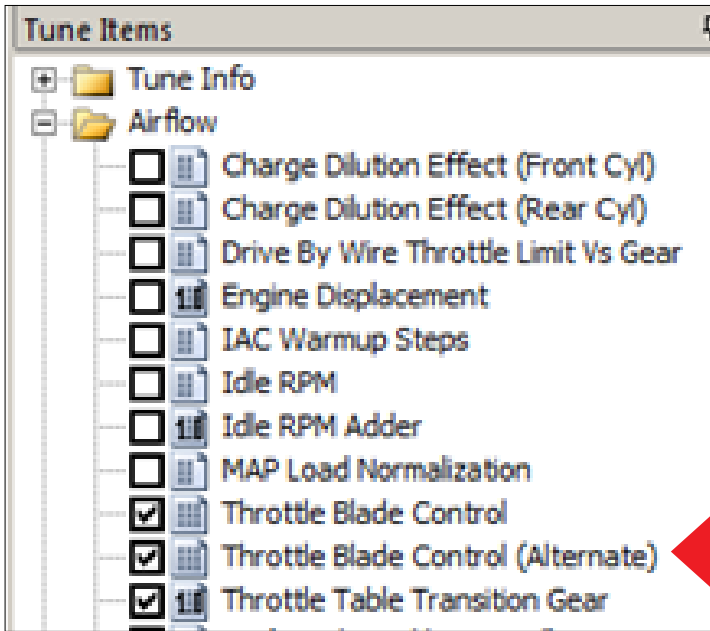 Tune Items
Tune Info
Airflow
Charge Dilution Effect (Front Cyl)
Charge Dilution Effect (Rear Cyl)
Drive By Wire Throttle Limit Vs Gear
Engine Displacement
IAC Warmup Steps
Idle RPM
Idle RPM Adder
MAP Load Normalization
Throttle Blade Control
Throttle Blade Control (Alternate)
Throttle Table Transition Gear